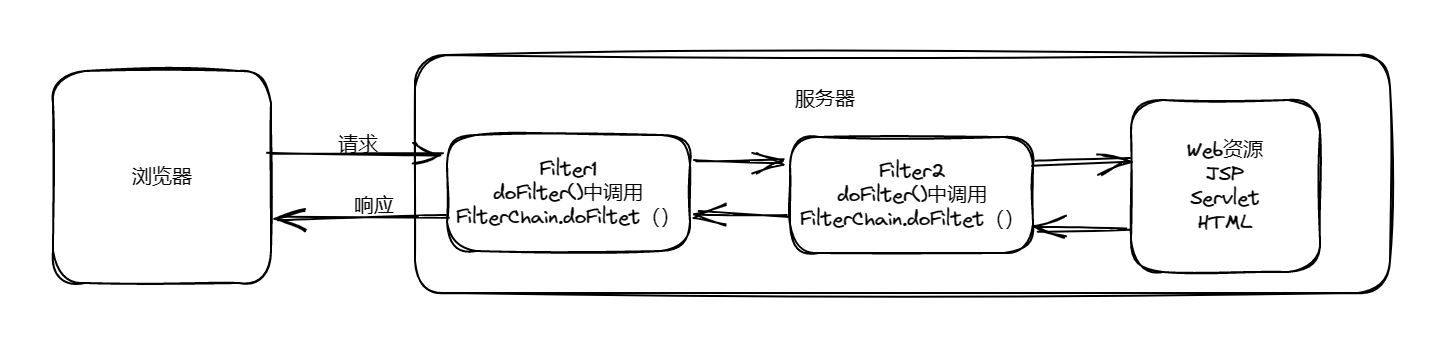 服务器
请求
浏览器
响应
Filter1
doFilter()中调用
FilterChain.doFiltet（）
Filter2
doFilter()中调用
FilterChain.doFiltet（）
Web资源
JSP
Servlet
HTML